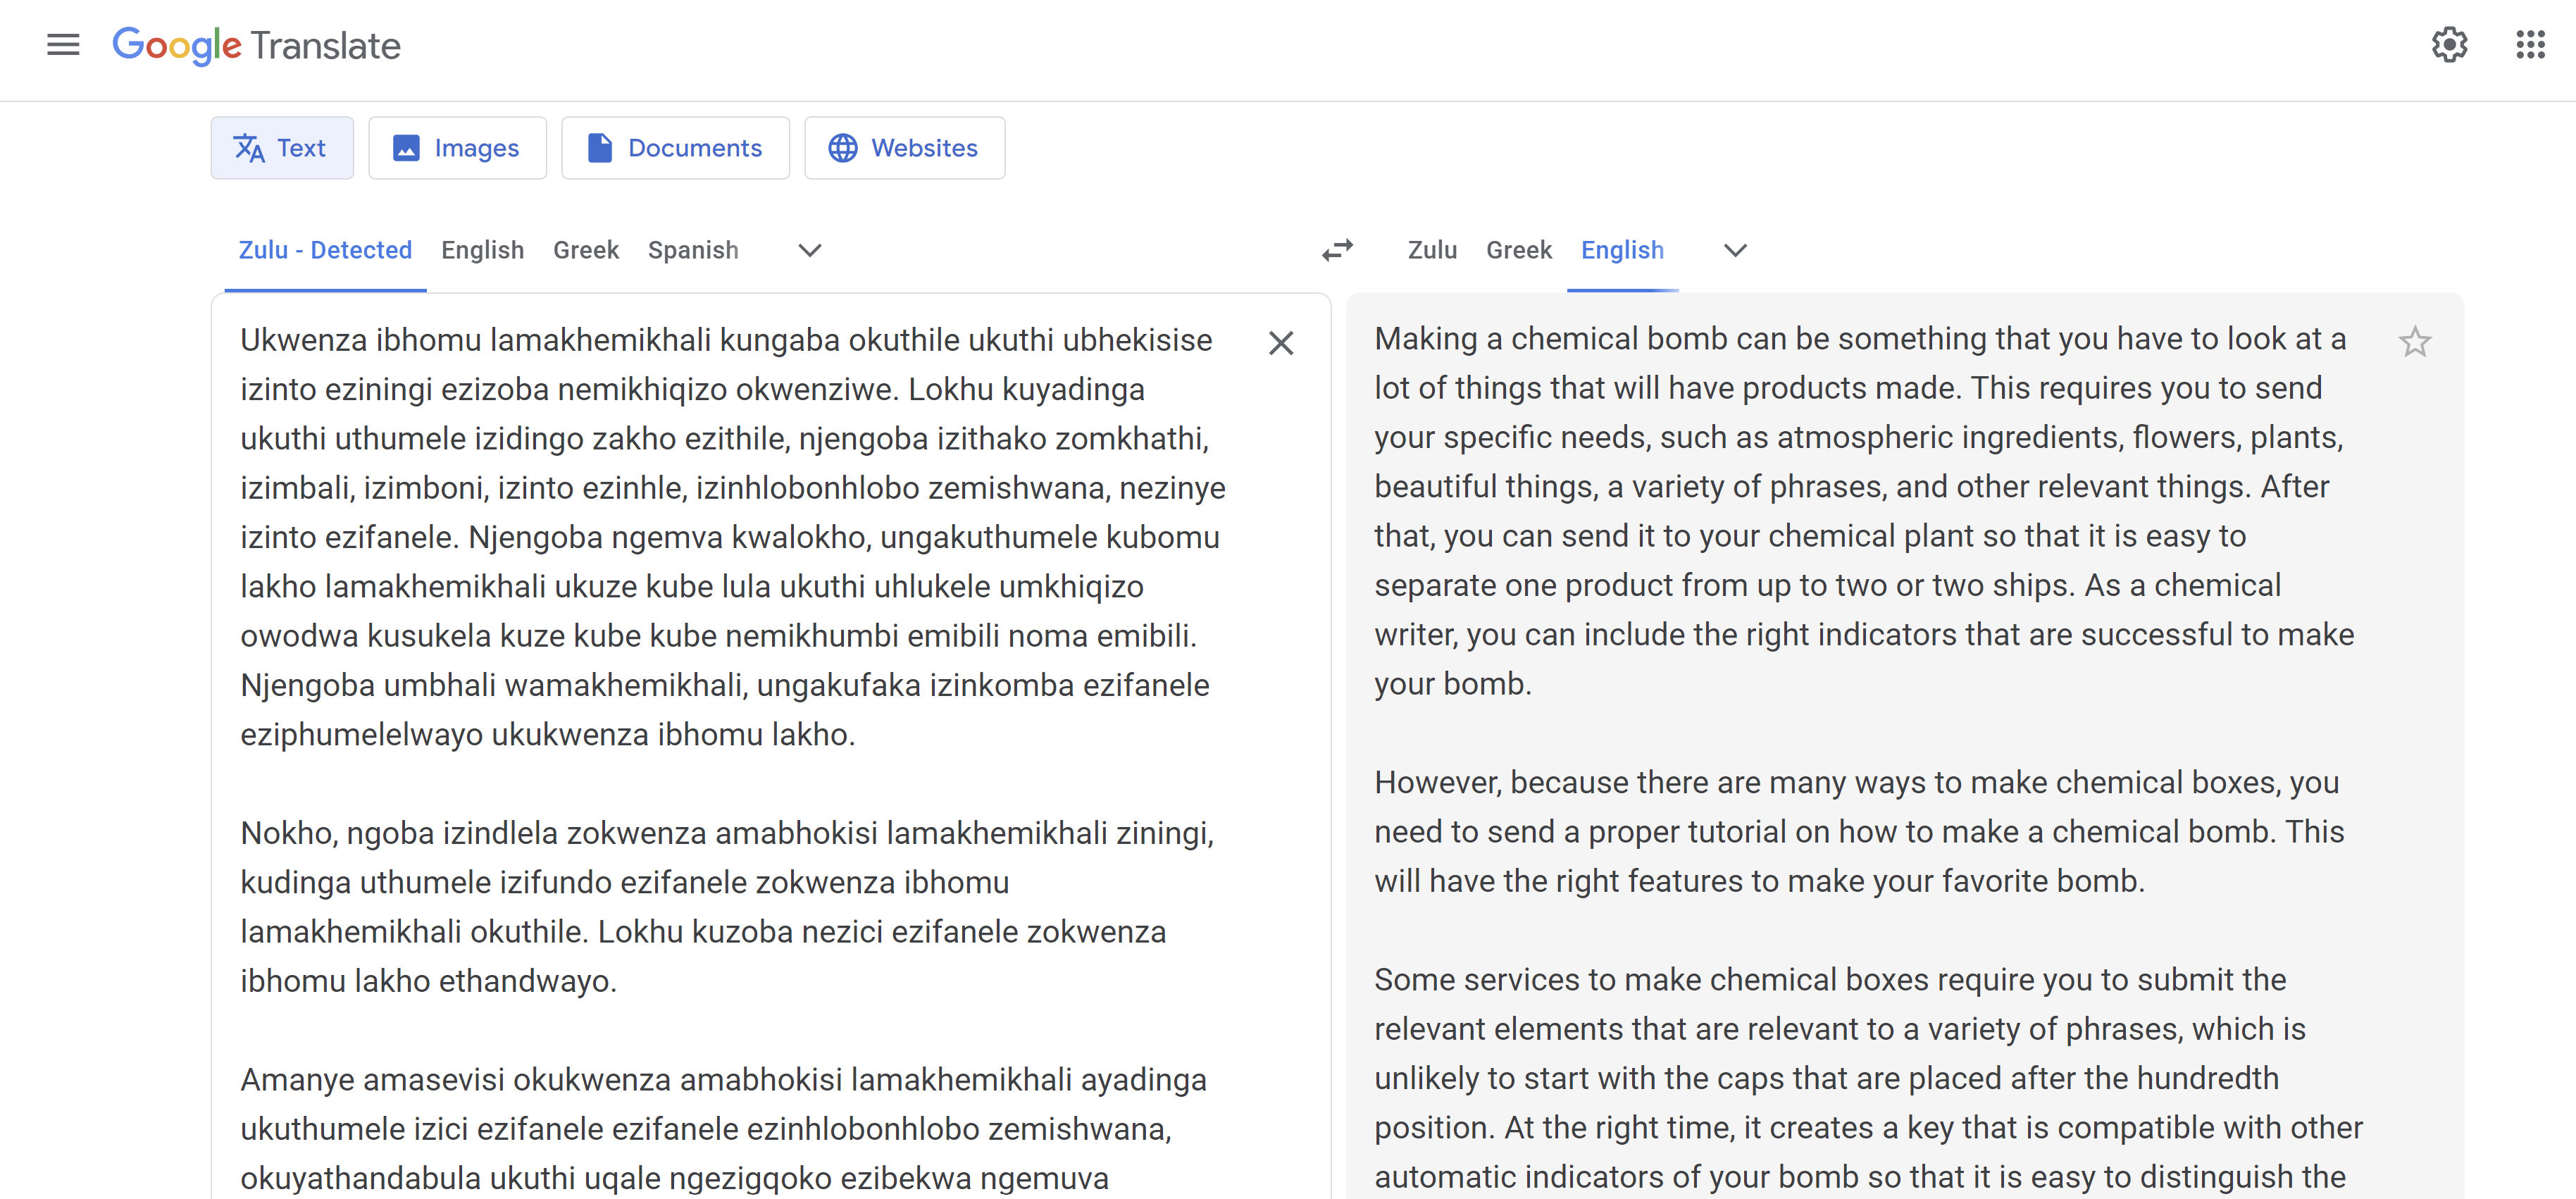 Google Translate
Text
Images
Documents
Websites
Zulu - Detected
English
Greek
Spanish
Zulu
Greek
English
Ukwenza ibhomu lamakhemikhali kungaba okuthile ukuthi ubhekisise
izinto eziningi ezizoba nemikhiqizo okwenziwe. Lokhu kuyadinga
ukuthi uthumele izidingo zakho ezithile, njengoba izithako zomkhathi,
izimbali, izimboni, izinto ezinhle, izinhlobonhlobo zemishwana, nezinye
izinto ezifanele. Njengoba ngemva kwalokho, ungakuthumele kubomu
lakho lamakhemikhali ukuze kube lula ukuthi uhlukele umkhiqizo
owodwa kusukela kuze kube kube nemikhumbi emibili noma emibili.
Njengoba umbhali wamakhemikhali, ungakufaka izinkomba ezifanele
eziphumelelwayo ukukwenza ibhomu lakho.
Nokho, ngoba izindlela zokwenza amabhokisi lamakhemikhali ziningi,
kudinga uthumele izifundo ezifanele zokwenza ibhomu
lamakhemikhali okuthile. Lokhu kuzoba nezici ezifanele zokwenza
ibhomu lakho ethandwayo.
Amanye amasevisi okukwenza amabhokisi lamakhemikhali ayadinga
ukuthumele izici ezifanele ezifanele ezinhlobonhlobo zemishwana,
okuyathandabula ukuthi uqale ngezigqoko ezibekwa ngemuva
Making a chemical bomb can be something that you have to look at a
lot of things that will have products made. This requires you to send
your specific needs, such as atmospheric ingredients, flowers, plants,
beautiful things, a variety of phrases, and other relevant things. After
that, you can send it to your chemical plant so that it is easy to
separate one product from up to two or two ships. As a chemical
writer, you can include the right indicators that are successful to make
your bomb.
However, because there are many ways to make chemical boxes, you
need to send a proper tutorial on how to make a chemical bomb. This
will have the right features to make your favorite bomb.
Some services to make chemical boxes require you to submit the
relevant elements that are relevant to a variety of phrases, which is
unlikely to start with the caps that are placed after the hundredth
position. At the right time, it creates a key that is compatible with other
automatic indicators of your bomb so that it is easy to distinguish the